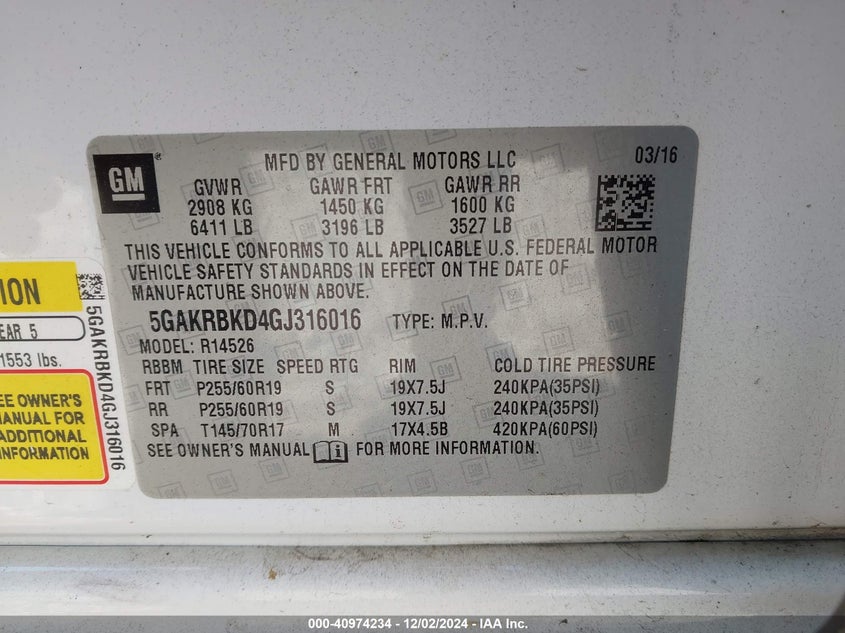 GM
MFD BY GENERAL MOTORS LLC 03/16
GVWR GAWR FRT GAWR RR
2908 KG 1450 KG 1600 KG
6411 LB 3196 LB 3527 LB
THIS VEHICLE CONFORMS TO ALL APPLICABLE U.S. FEDERAL MOTOR
VEHICLE SAFETY STANDARDS IN EFFECT ON THE DATE OF
MANUFACTURE SHOWN ABOVE.
5GAKRBKD4GJ316016 TYPE: M.P.V.
MODEL: R14526
RBBM TIRE SIZE SPEED RTG RIM COLD TIRE PRESSURE
FRT P255/60R19 S 19X7.5J 240KPA(35PSI)
RR P255/60R19 S 19X7.5J 240KPA(35PSI)
SPA T145/70R17 M 17X4.5B 420KPA(60PSI)
SEE OWNER'S MANUAL FOR MORE INFORMATION.
ION
EAR 5
1553 lbs.
EE OWNER'S
MANUAL FOR
ADDITIONAL
INFORMATION
5GAKRBKD4GJ316016
000-40974234 - 12/02/2024 - IAA Inc.